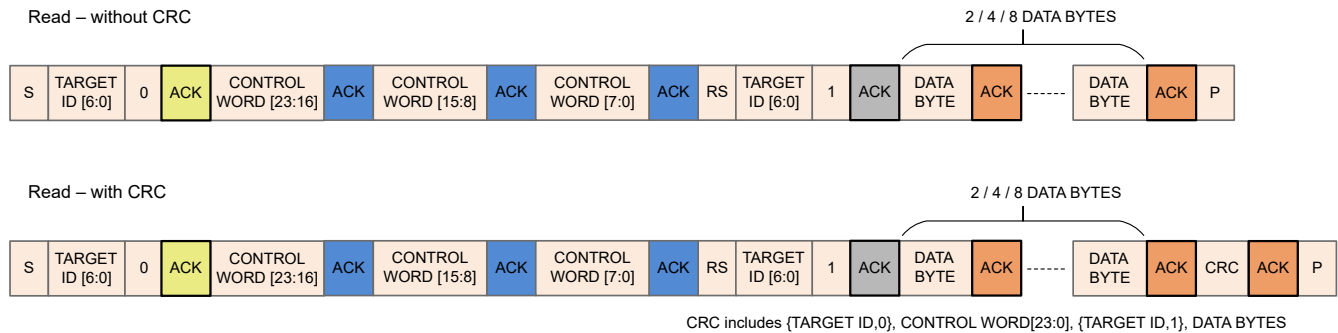 Read – without CRC
2 / 4 / 8 DATA BYTES
S TARGET ID [6:0] 0 ACK CONTROL WORD [23:16] ACK CONTROL WORD [15:8] ACK CONTROL WORD [7:0] ACK RS TARGET ID [6:0] 1 ACK DATA BYTE ACK ------ DATA BYTE ACK P
Read – with CRC
2 / 4 / 8 DATA BYTES
S TARGET ID [6:0] 0 ACK CONTROL WORD [23:16] ACK CONTROL WORD [15:8] ACK CONTROL WORD [7:0] ACK RS TARGET ID [6:0] 1 ACK DATA BYTE ACK ------ DATA BYTE ACK CRC ACK P
CRC includes {TARGET ID,0}, CONTROL WORD[23:0], {TARGET ID,1}, DATA BYTES